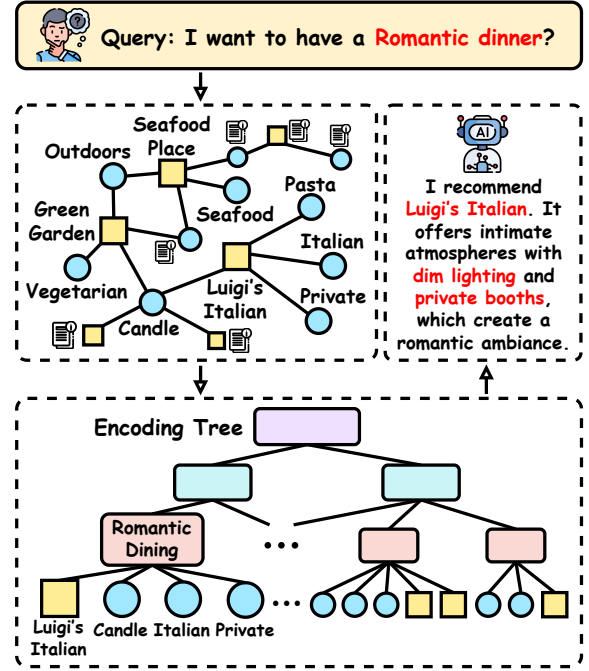 Query: I want to have a Romantic dinner?
Seafood
Place
Outdoors
Pasta
Seafood
Green
Garden
Italian
Vegetarian
Luigi's
Italian
Private
Candle
AI
I recommend
Luigi's Italian. It
offers intimate
atmospheres with
dim lighting and
private booths,
which create a
romantic ambiance.
Encoding Tree
Romantic
Dining
...
...
Luigi's
Italian
Candle
Italian
Private